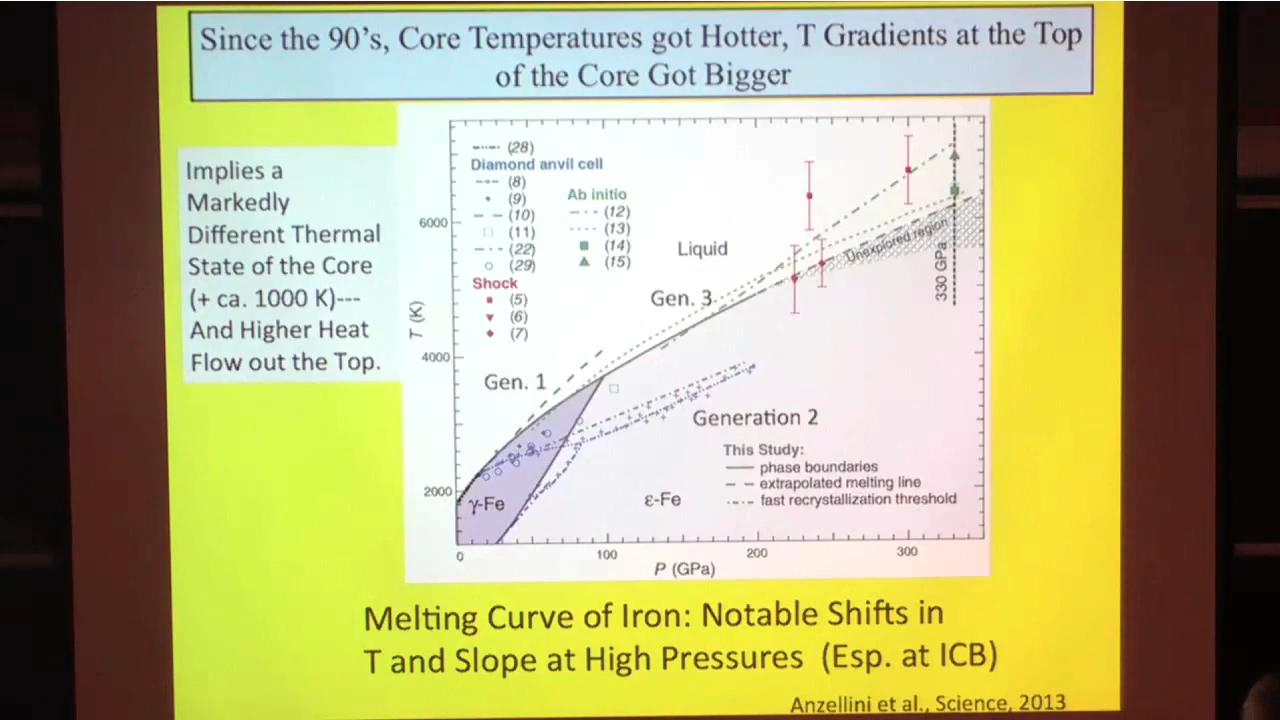 Since the 90's, Core Temperatures got Hotter, T Gradients at the Top
of the Core Got Bigger
Implies a
Markedly
Different Thermal
State of the Core
(+ ca. 1000 K)---
And Higher Heat
Flow out the Top.
(28)
Diamond anvil cell
(8)
(9)
(10)
(11)
(22)
(29)
Shock
(5)
(6)
(7)
Ab initio
(12)
(13)
(14)
(15)
Liquid
Gen. 3
Gen. 1
Generation 2
Unexplored region
330 GPa
This Study:
phase boundaries
extrapolated melting line
fast recrystallization threshold
γ-Fe
ε-Fe
6000
4000
2000
T (K)
0
100
200
300
P (GPa)
Melting Curve of Iron: Notable Shifts in
T and Slope at High Pressures (Esp. at ICB)
Anzellini et al., Science, 2013